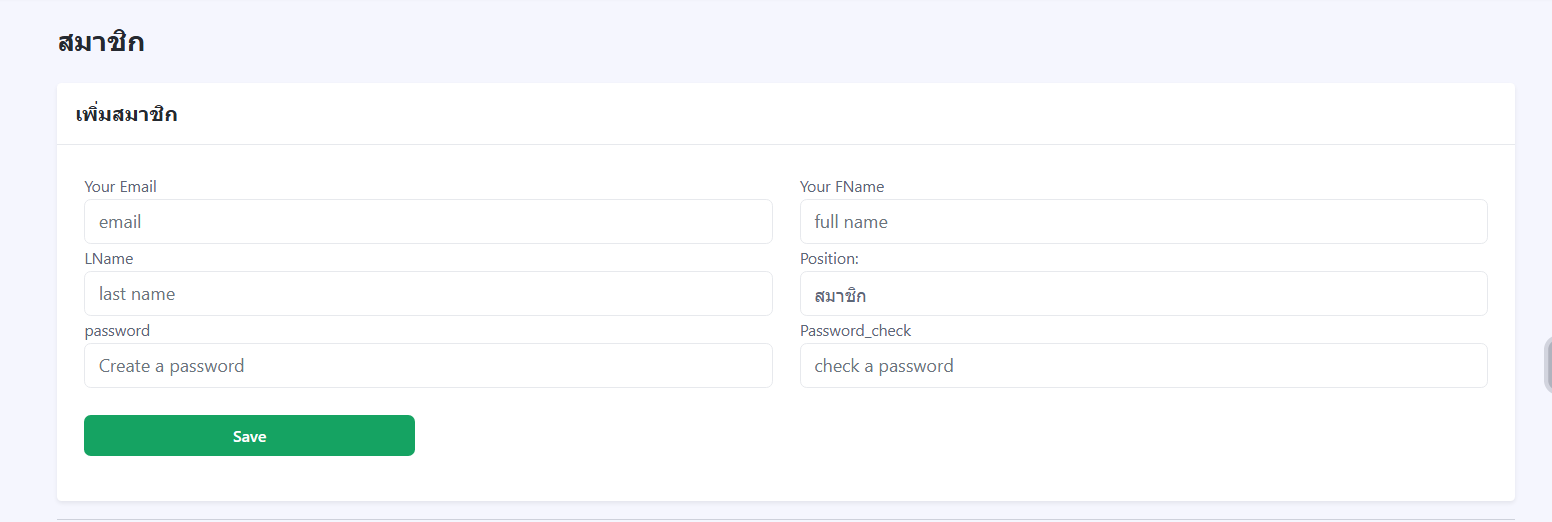 สมาชิก
เพิ่มสมาชิก
Your Email
email
Your FName
full name
LName
last name
Position:
สมาชิก
password
Create a password
Password_check
check a password
Save